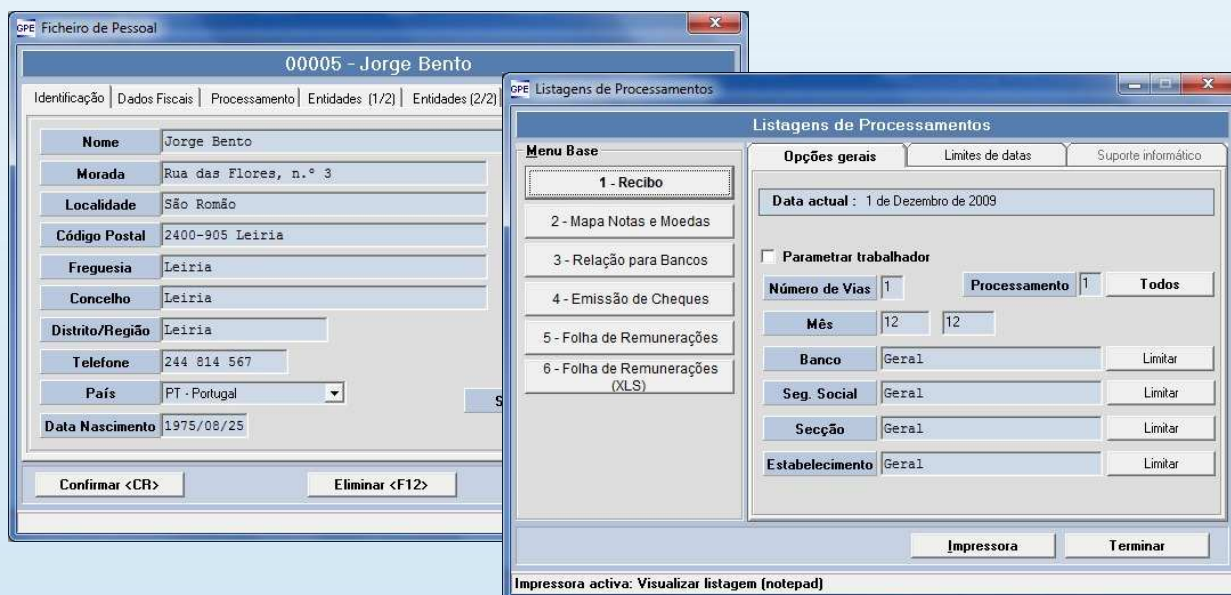 GPE Ficheiro de Pessoal
00005 - Jorge Bento
Identificação Dados Fiscais Processamento Entidades (1/2) Entidades (2/2)
Nome Jorge Bento
Morada Rua das Flores, n.º 3
Localidade São Romão
Código Postal 2400-905 Leiria
Freguesia Leiria
Concelho Leiria
Distrito/Região Leiria
Telefone 244 814 567
País PT - Portugal
S
Data Nascimento 1975/08/25
Confirmar <CR> Eliminar <F12>
GPE Listagens de Processamentos
Listagens de Processamentos
Menu Base
1 - Recibo
2 - Mapa Notas e Moedas
3 - Relação para Bancos
4 - Emissão de Cheques
5 - Folha de Remunerações
6 - Folha de Remunerações
(XLS)
Opções gerais Limites de datas Suporte informático
Data actual : 1 de Dezembro de 2009
Parametrar trabalhador
Número de Vias 1 Processamento 1 Todos
Mês 12 12
Banco Geral Limitar
Seg. Social Geral Limitar
Secção Geral Limitar
Estabelecimento Geral Limitar
Impressora Terminar
Impressora activa: Visualizar listagem (notepad)